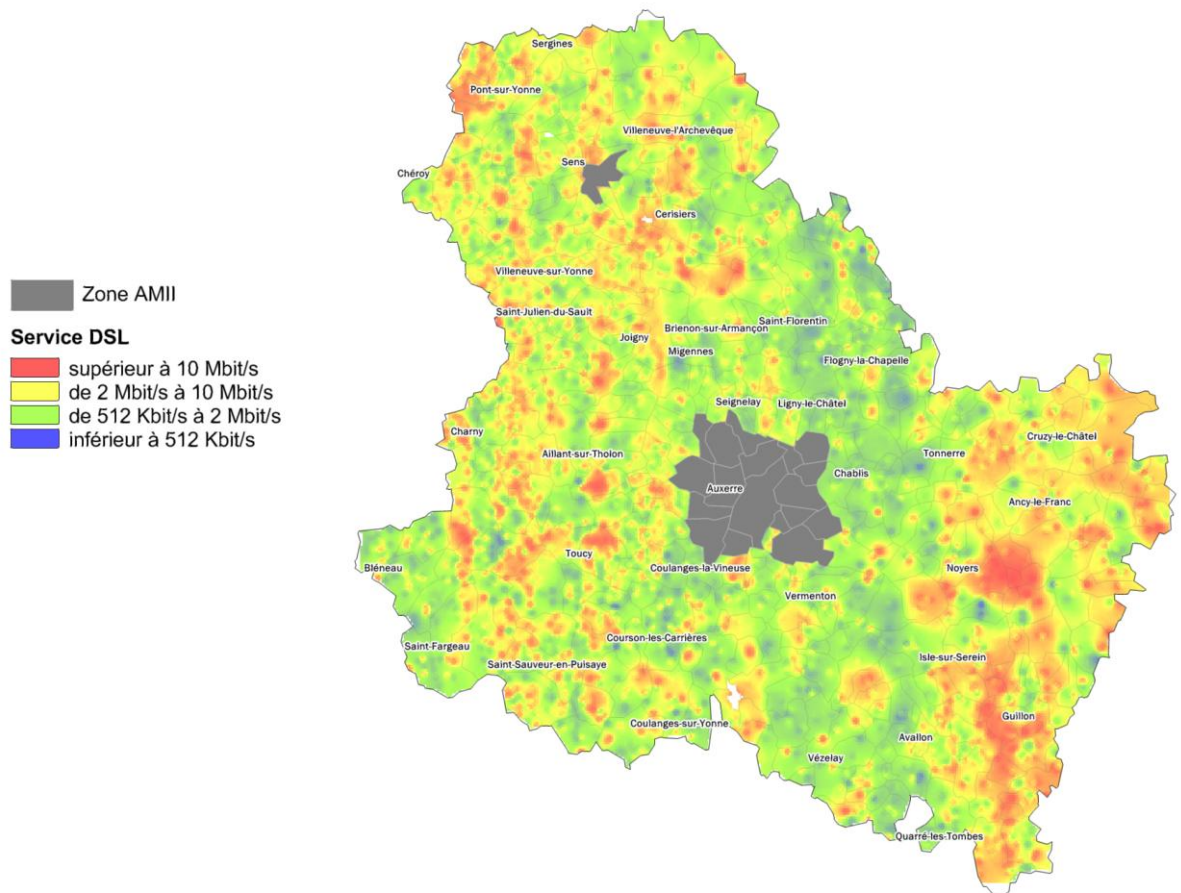 Zone AMII
Service DSL
supérieur à 10 Mbit/s
de 2 Mbit/s à 10 Mbit/s
de 512 Kbit/s à 2 Mbit/s
inférieur à 512 Kbit/s
Sergines
Pont-sur-Yonne
Villeneuve-l'Archevêque
Sens
Chéroy
Cerisiers
Villeneuve-sur-Yonne
Saint-Julien-du-Sault
Saint-Florentin
Brienon-sur-Armançon
Joigny
Migennes
Flogny-la-Chapelle
Seignelay
Ligny-le-Châtel
Charny
Cruzy-le-Châtel
Aillant-sur-Tholon
Tonnerre
Chablis
Auxerre
Ancy-le-Franc
Toucy
Bléneau
Coulanges-la-Vineuse
Noyers
Vermenton
Courson-les-Carrières
Saint-Fargeau
Isle-sur-Serein
Saint-Sauveur-en-Puisaye
Guillon
Coulanges-sur-Yonne
Avallon
Vézelay
Quarré-les-Tombes